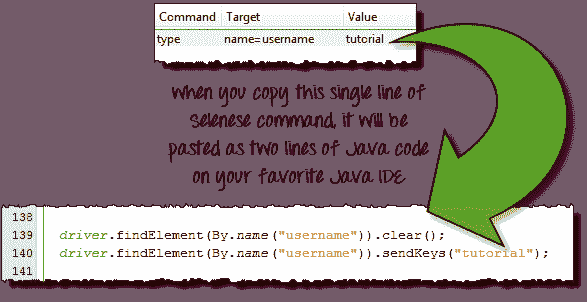 Command Target Value
type name=username tutorial
when you copy this single line of
selenese command, it will be
pasted as two lines of Java code
on your favorite Java IDE
138
139 driver.findElement(By.name("username")).clear();
140 driver.findElement(By.name("username")).sendKeys("tutorial");
141